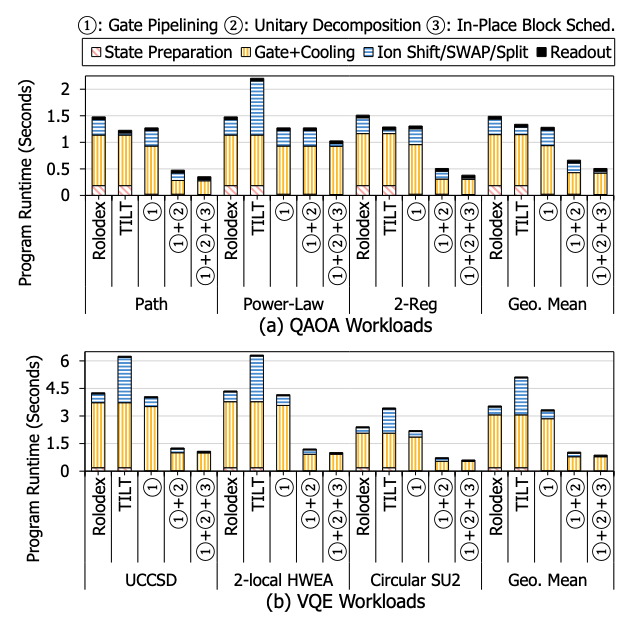 ①: Gate Pipelining ②: Unitary Decomposition ③: In-Place Block Sched.
State Preparation Gate+Cooling Ion Shift/SWAP/Split Readout
Program Runtime (Seconds)
2
1.5
1
0.5
0
Rolodex TILT ① ①+② ①+②+③ Rolodex TILT ① ①+② ①+②+③ Rolodex TILT ① ①+② ①+②+③ Rolodex TILT ① ①+② ①+②+③
Path Power-Law 2-Reg Geo. Mean
(a) QAOA Workloads
Program Runtime (Seconds)
6
4.5
3
1.5
0
Rolodex TILT ① ①+② ①+②+③ Rolodex TILT ① ①+② ①+②+③ Rolodex TILT ① ①+② ①+②+③ Rolodex TILT ① ①+② ①+②+③
UCCSD 2-local HWEA Circular SU2 Geo. Mean
(b) VQE Workloads